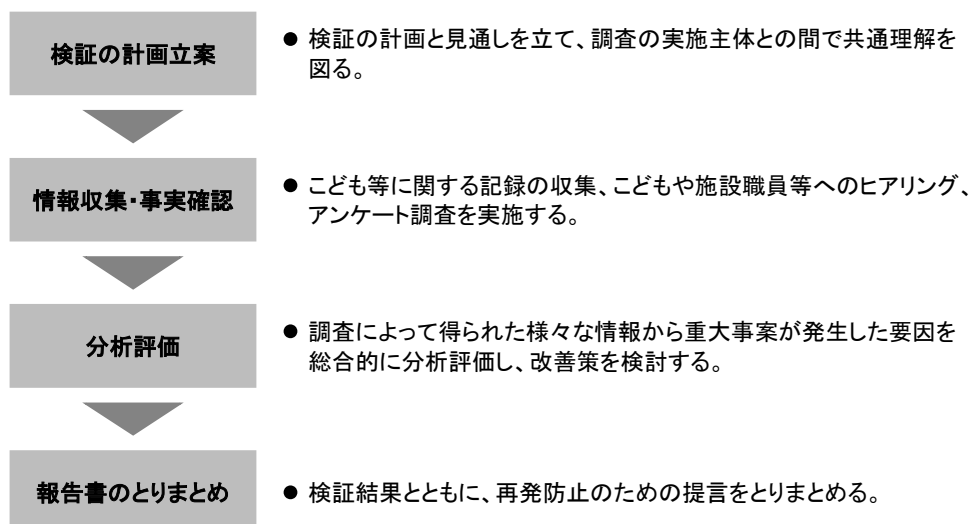 検証の計画立案
● 検証の計画と見通しを立て、調査の実施主体との間で共通理解を
図る。
情報収集・事実確認
● こども等に関する記録の収集、こどもや施設職員等へのヒアリング、
アンケート調査を実施する。
分析評価
● 調査によって得られた様々な情報から重大事案が発生した要因を
総合的に分析評価し、改善策を検討する。
報告書のとりまとめ
● 検証結果とともに、再発防止のための提言をとりまとめる。